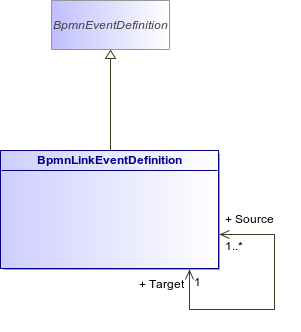 BpmnEventDefinition
BpmnLinkEventDefinition
+ Source
1..*
+ Target 1